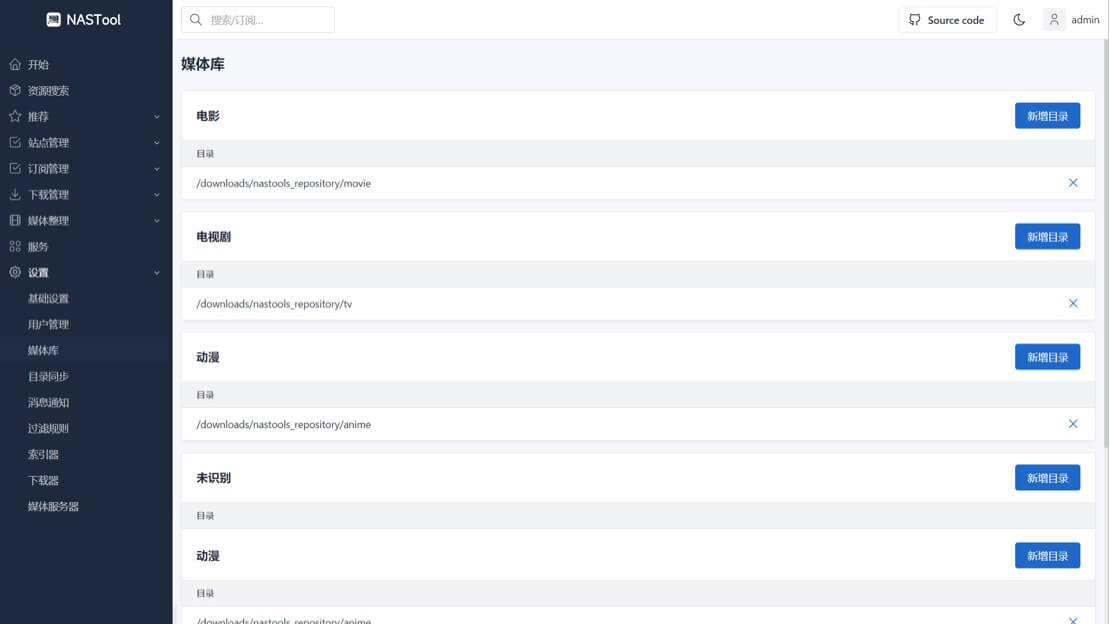 NASTool
搜索/订阅...
Source code
admin
开始
资源搜索
推荐
站点管理
订阅管理
下载管理
媒体整理
服务
设置
基础设置
用户管理
媒体库
目录同步
消息通知
过滤规则
索引器
下载器
媒体服务器
媒体库
电影
新增目录
目录
/downloads/nastools_repository/movie
电视剧
新增目录
目录
/downloads/nastools_repository/tv
动漫
新增目录
目录
/downloads/nastools_repository/anime
未识别
新增目录
目录
动漫
新增目录
目录
/downloads/nastools_repository/anime